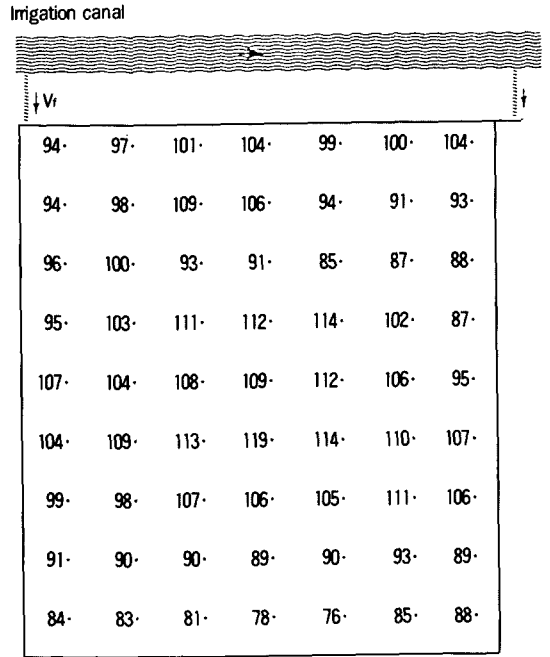 Irrigation canal
Vf
94· 97· 101· 104· 99· 100· 104·
94· 98· 109· 106· 94· 91· 93·
96· 100· 93· 91· 85· 87· 88·
95· 103· 111· 112· 114· 102· 87·
107· 104· 108· 109· 112· 106· 95·
104· 109· 113· 119· 114· 110· 107·
99· 98· 107· 106· 105· 111· 106·
91· 90· 90· 89· 90· 93· 89·
84· 83· 81· 78· 76· 85· 88·